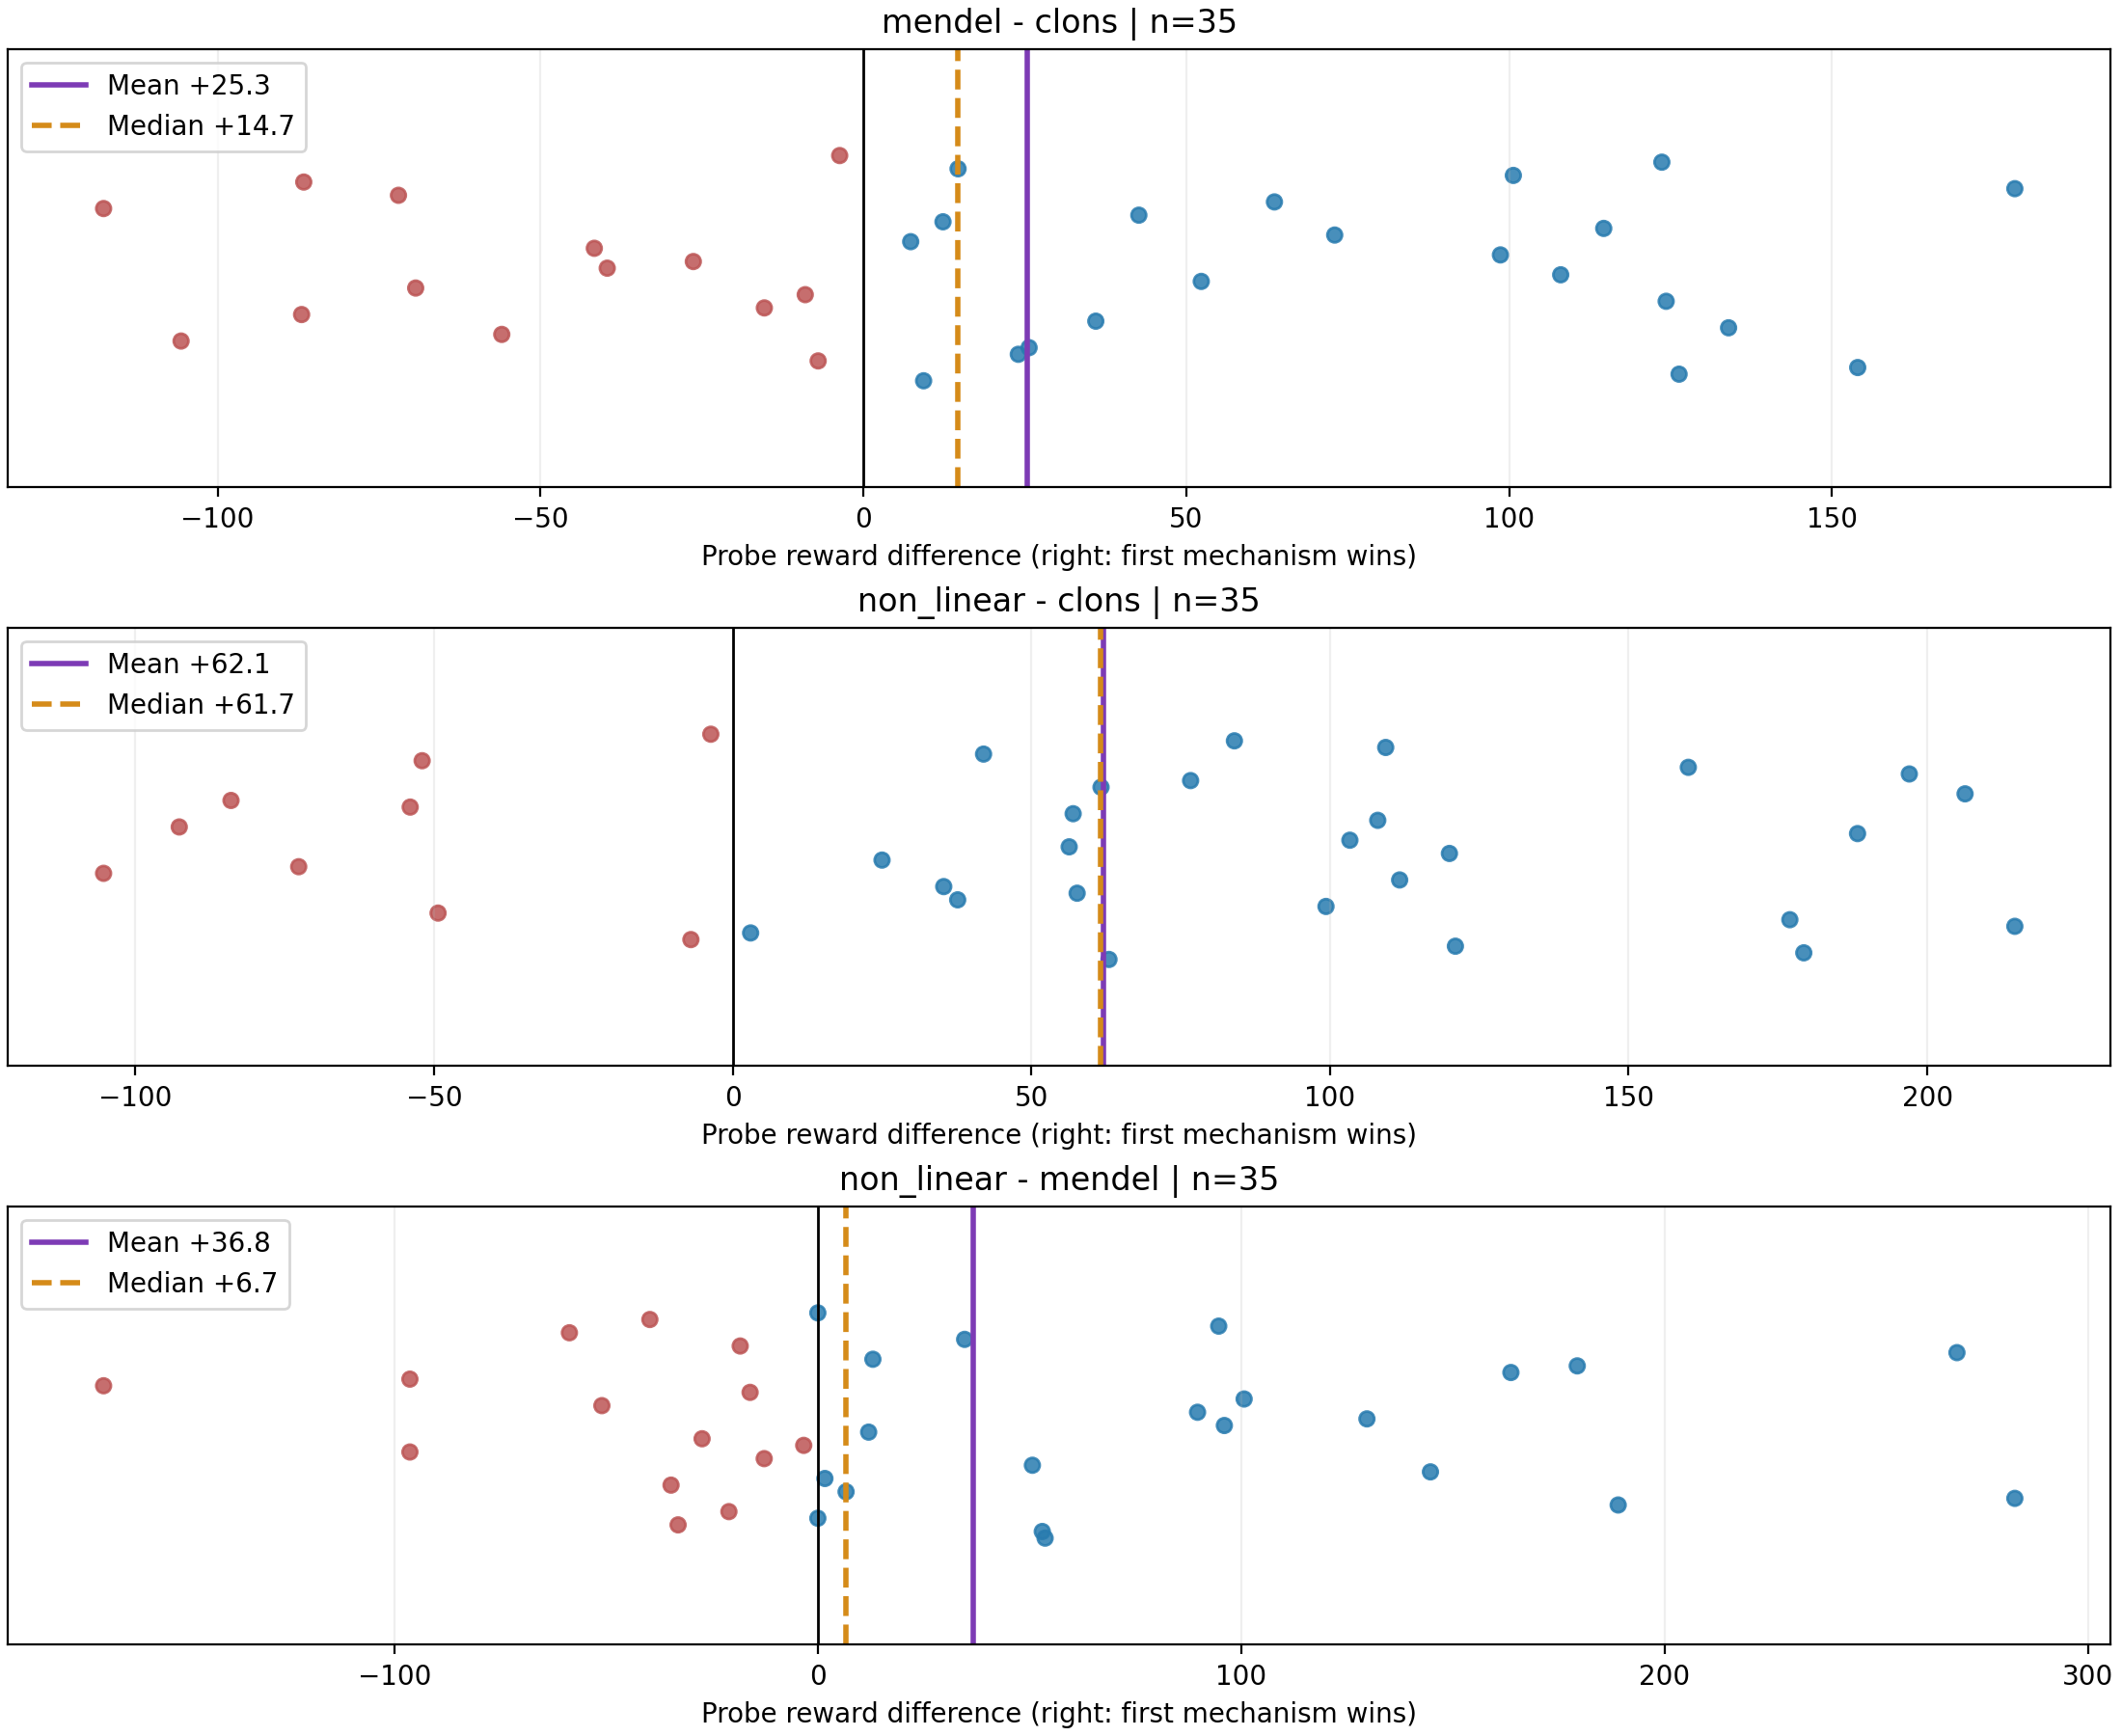 mendel - clons | n=35
Mean +25.3
Median +14.7
−100 −50 0 50 100 150
Probe reward difference (right: first mechanism wins)
non_linear - clons | n=35
Mean +62.1
Median +61.7
−100 −50 0 50 100 150 200
Probe reward difference (right: first mechanism wins)
non_linear - mendel | n=35
Mean +36.8
Median +6.7
−100 0 100 200 300
Probe reward difference (right: first mechanism wins)